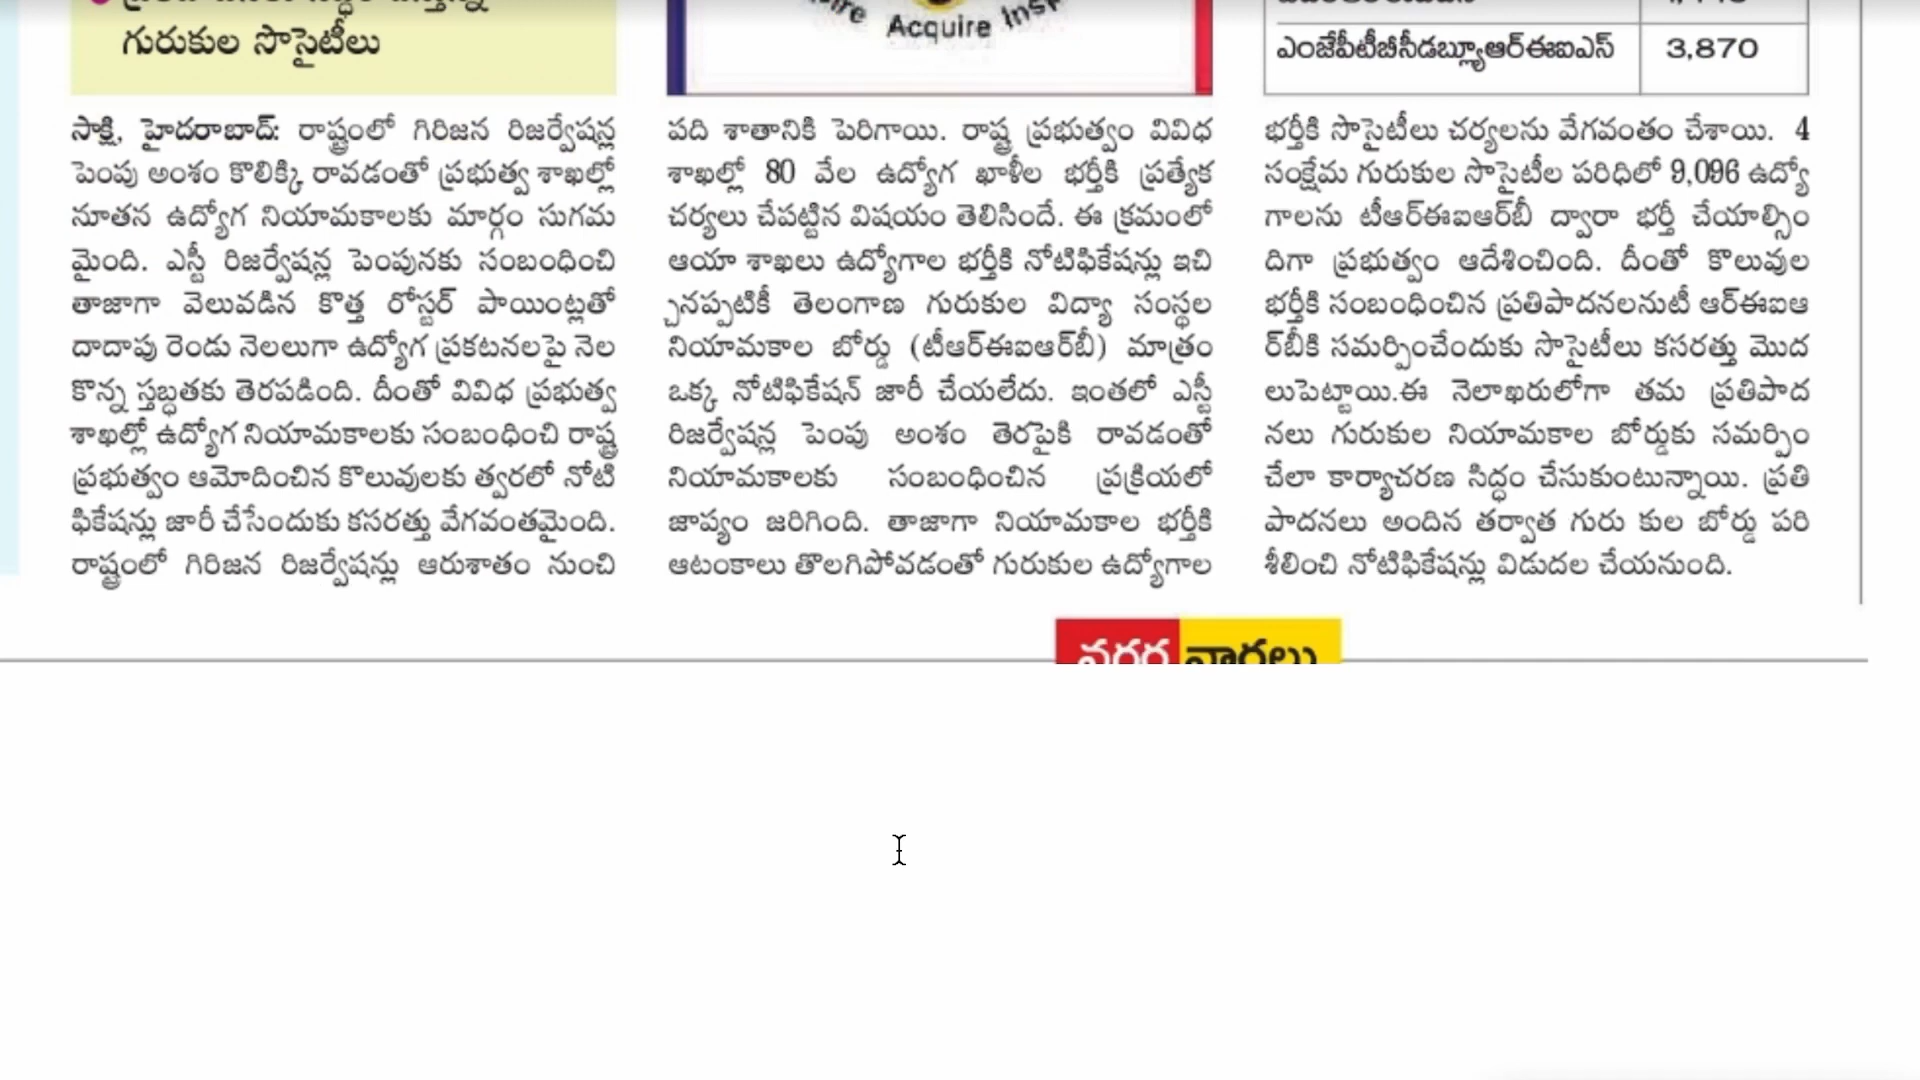 గురుకుల సొసైటీలు
Acquire
ఎంజేపీటీబీసీడబ్ల్యూఆర్ఈఐఎస్ 3,870
సాక్షి, హైదరాబాద్: రాష్ట్రంలో గిరిజన రిజర్వేషన్ల
పెంపు అంశం కొలిక్కి రావడంతో ప్రభుత్వ శాఖల్లో
నూతన ఉద్యోగ నియామకాలకు మార్గం సుగమ
మైంది. ఎస్టీ రిజర్వేషన్ల పెంపునకు సంబంధించి
తాజాగా వెలువడిన కొత్త రోస్టర్ పాయింట్లతో
దాదాపు రెండు నెలలుగా ఉద్యోగ ప్రకటనలపై నెల
కొన్న స్తబ్ధతకు తెరపడింది. దీంతో వివిధ ప్రభుత్వ
శాఖల్లో ఉద్యోగ నియామకాలకు సంబంధించి రాష్ట్ర
ప్రభుత్వం ఆమోదించిన కొలువులకు త్వరలో నోటి
ఫికేషన్లు జారీ చేసేందుకు కసరత్తు వేగవంతమైంది.
రాష్ట్రంలో గిరిజన రిజర్వేషన్లు ఆరుశాతం నుంచి
పది శాతానికి పెరిగాయి. రాష్ట్ర ప్రభుత్వం వివిధ
శాఖల్లో 80 వేల ఉద్యోగ ఖాళీల భర్తీకి ప్రత్యేక
చర్యలు చేపట్టిన విషయం తెలిసిందే. ఈ క్రమంలో
ఆయా శాఖలు ఉద్యోగాల భర్తీకి నోటిఫికేషన్లు ఇచి
్చనప్పటికీ తెలంగాణ గురుకుల విద్యా సంస్థల
నియామకాల బోర్డు (టీఆర్ఈఐఆర్‌బీ) మాత్రం
ఒక్క నోటిఫికేషన్ జారీ చేయలేదు. ఇంతలో ఎస్టీ
రిజర్వేషన్ల పెంపు అంశం తెరపైకి రావడంతో
నియామకాలకు సంబంధించిన ప్రక్రియలో
జాప్యం జరిగింది. తాజాగా నియామకాల భర్తీకి
ఆటంకాలు తొలగిపోవడంతో గురుకుల ఉద్యోగాల
భర్తీకి సొసైటీలు చర్యలను వేగవంతం చేశాయి. 4
సంక్షేమ గురుకుల సొసైటీల పరిధిలో 9,096 ఉద్యో
గాలను టీఆర్ఈఐఆర్‌బీ ద్వారా భర్తీ చేయాల్సిం
దిగా ప్రభుత్వం ఆదేశించింది. దీంతో కొలువుల
భర్తీకి సంబంధించిన ప్రతిపాదనలనుటీ ఆర్ఈఐఆ
ర్‌బీకి సమర్పించేందుకు సొసైటీలు కసరత్తు మొద
లుపెట్టాయి.ఈ నెలాఖరులోగా తమ ప్రతిపాద
నలు గురుకుల నియామకాల బోర్డుకు సమర్పిం
చేలా కార్యాచరణ సిద్ధం చేసుకుంటున్నాయి. ప్రతి
పాదనలు అందిన తర్వాత గురు కుల బోర్డు పరి
శీలించి నోటిఫికేషన్లు విడుదల చేయనుంది.